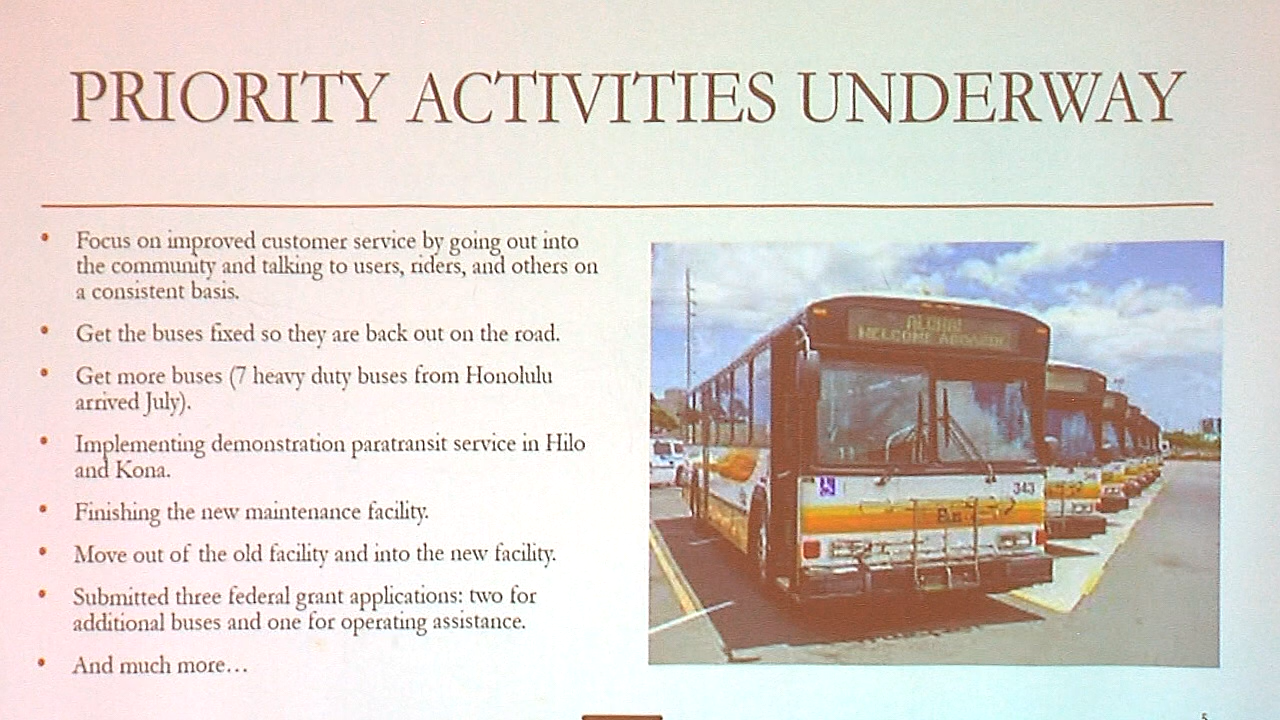 PRIORITY ACTIVITIES UNDERWAY
• Focus on improved customer service by going out into
the community and talking to users, riders, and others on
a consistent basis.
• Get the buses fixed so they are back out on the road.
• Get more buses (7 heavy duty buses from Honolulu
arrived July).
• Implementing demonstration paratransit service in Hilo
and Kona.
• Finishing the new maintenance facility.
• Move out of the old facility and into the new facility.
• Submitted three federal grant applications: two for
additional buses and one for operating assistance.
• And much more…
ALOHA!
WELCOME ABOARD!
343
Bus
5